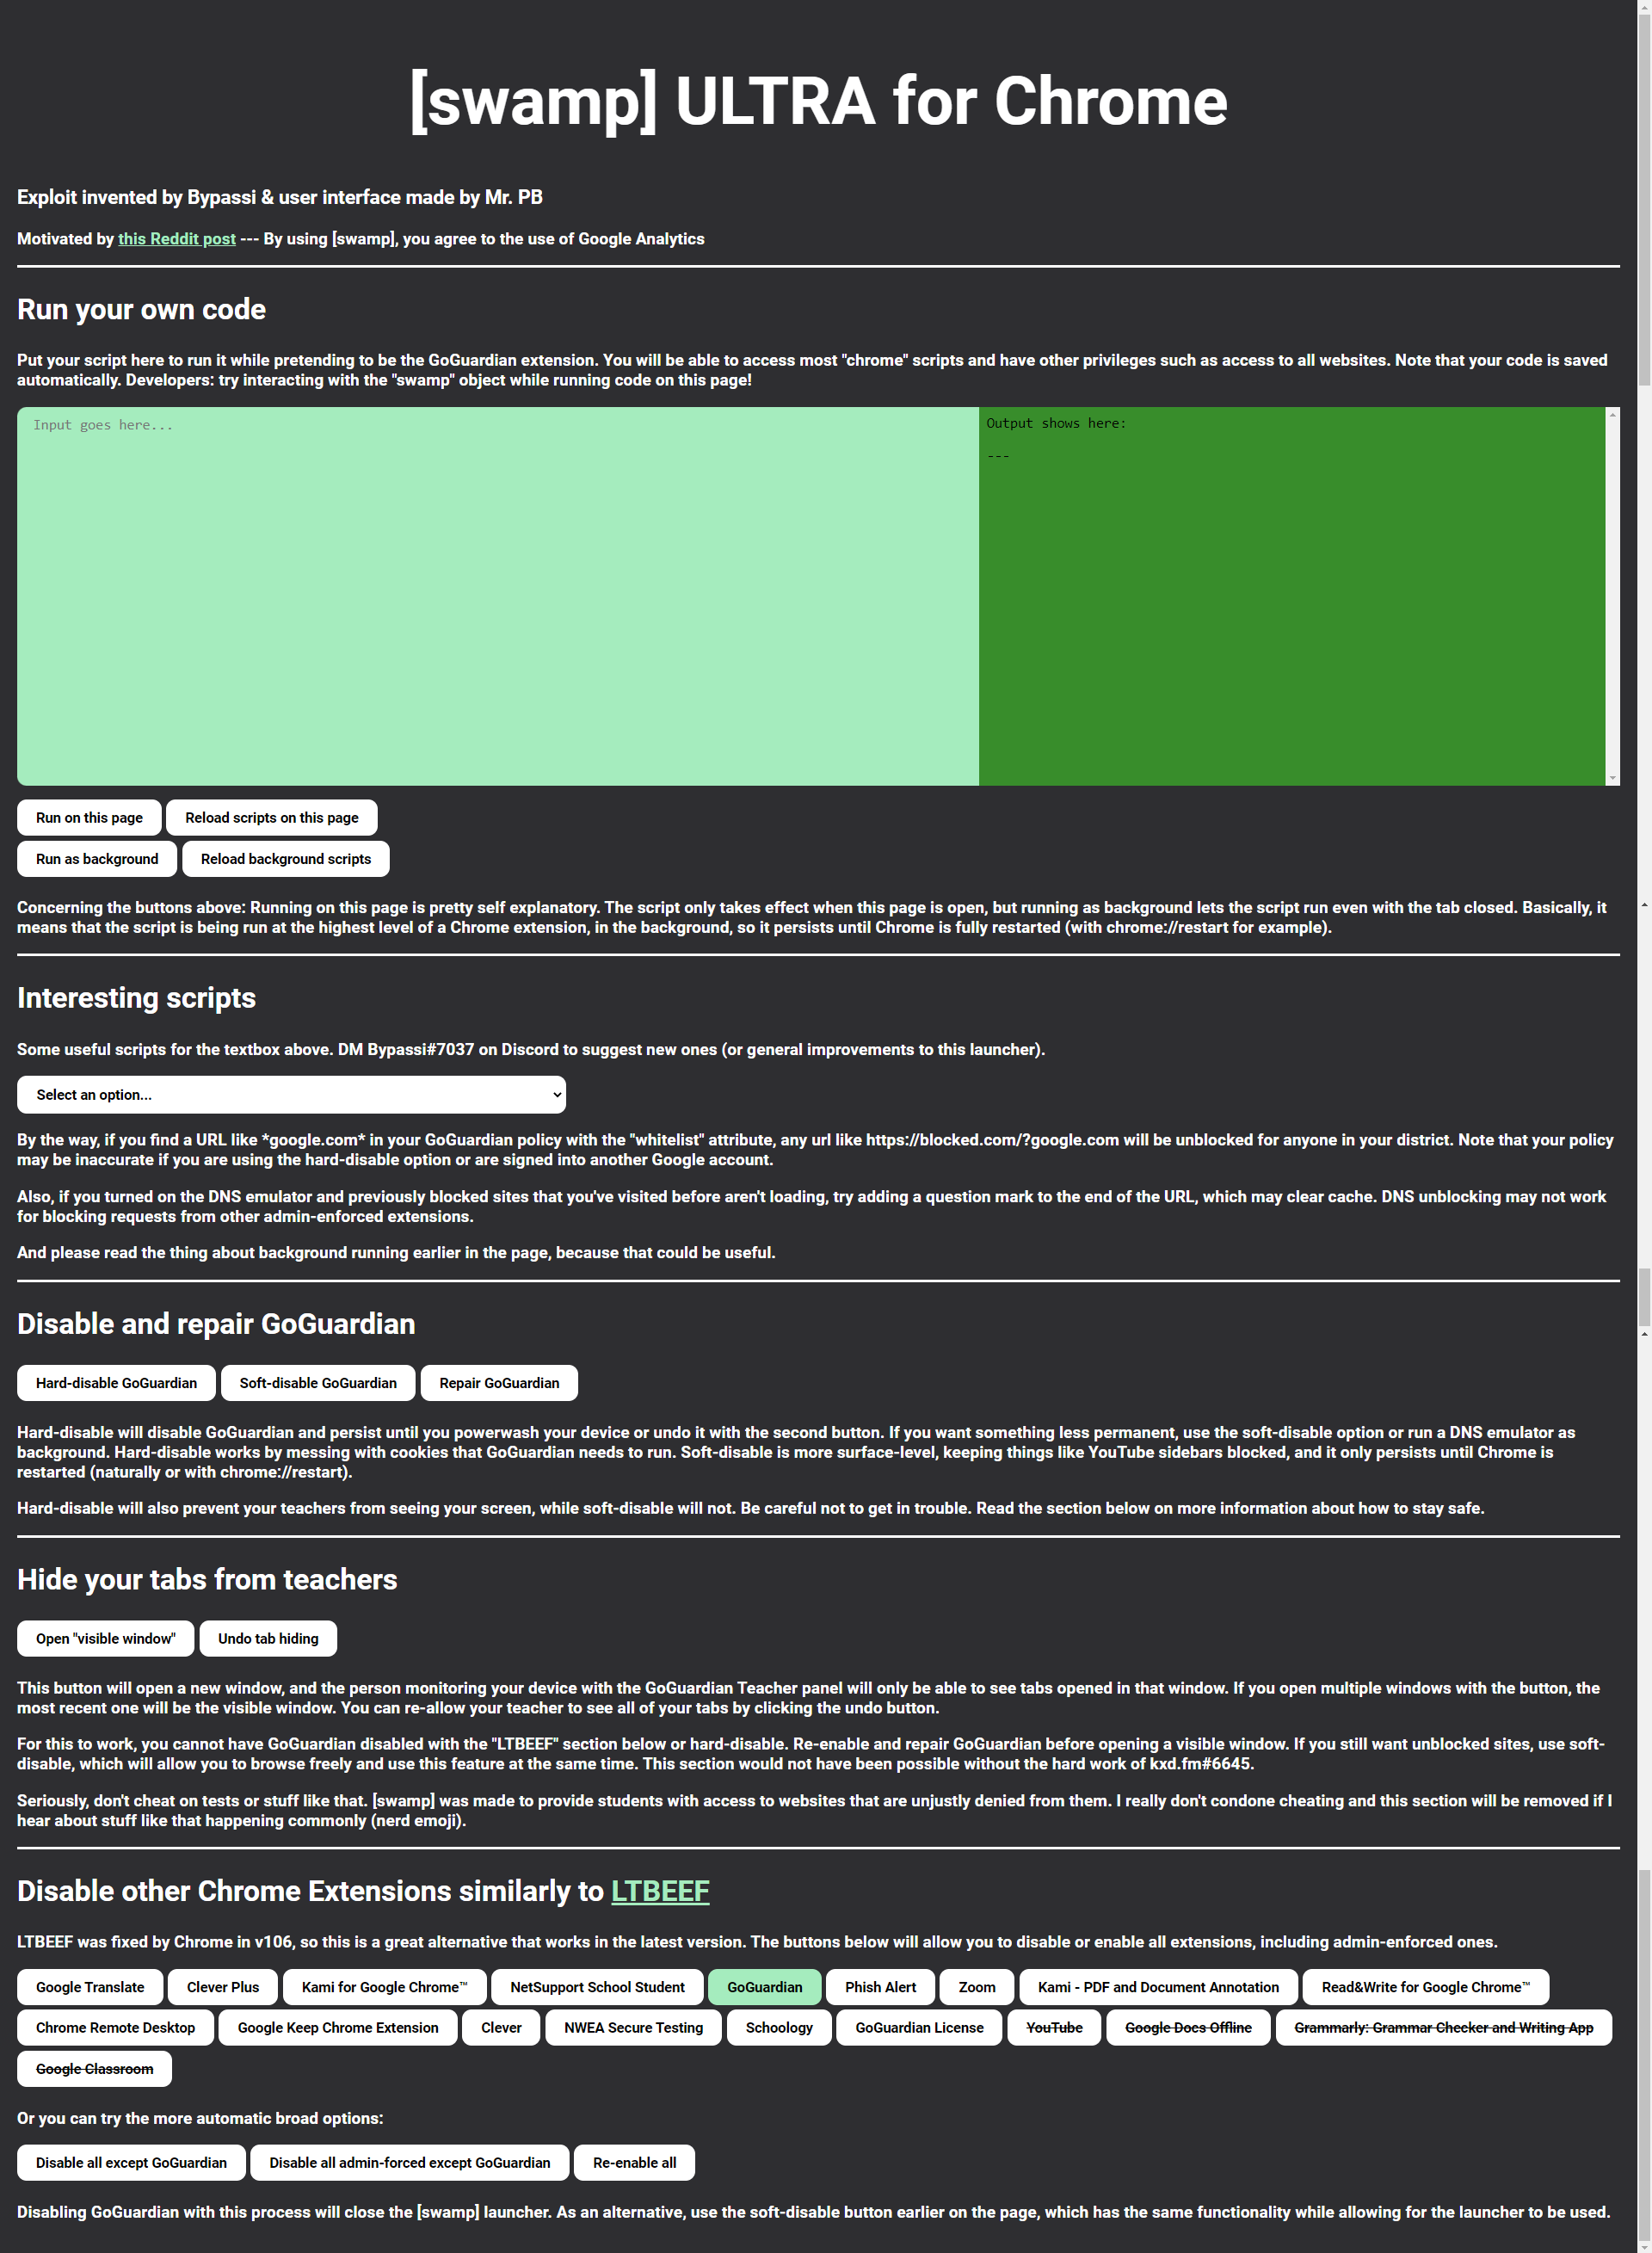 [swamp] ULTRA for Chrome
Exploit invented by Bypassi & user interface made by Mr. PB
Motivated by this Reddit post --- By using [swamp], you agree to the use of Google Analytics
Run your own code
Put your script here to run it while pretending to be the GoGuardian extension. You will be able to access most "chrome" scripts and have other privileges such as access to all websites. Note that your code is saved
automatically. Developers: try interacting with the "swamp" object while running code on this page!
Input goes here...
Output shows here:
---
Run on this page Reload scripts on this page
Run as background Reload background scripts
Concerning the buttons above: Running on this page is pretty self explanatory. The script only takes effect when this page is open, but running as background lets the script run even with the tab closed. Basically, it
means that the script is being run at the highest level of a Chrome extension, in the background, so it persists until Chrome is fully restarted (with chrome://restart for example).
Interesting scripts
Some useful scripts for the textbox above. DM Bypassi#7037 on Discord to suggest new ones (or general improvements to this launcher).
Select an option...
By the way, if you find a URL like *google.com* in your GoGuardian policy with the "whitelist" attribute, any url like https://blocked.com/?google.com will be unblocked for anyone in your district. Note that your policy
may be inaccurate if you are using the hard-disable option or are signed into another Google account.
Also, if you turned on the DNS emulator and previously blocked sites that you've visited before aren't loading, try adding a question mark to the end of the URL, which may clear cache. DNS unblocking may not work
for blocking requests from other admin-enforced extensions.
And please read the thing about background running earlier in the page, because that could be useful.
Disable and repair GoGuardian
Hard-disable GoGuardian Soft-disable GoGuardian Repair GoGuardian
Hard-disable will disable GoGuardian and persist until you powerwash your device or undo it with the second button. If you want something less permanent, use the soft-disable option or run a DNS emulator as
background. Hard-disable works by messing with cookies that GoGuardian needs to run. Soft-disable is more surface-level, keeping things like YouTube sidebars blocked, and it only persists until Chrome is
restarted (naturally or with chrome://restart).
Hard-disable will also prevent your teachers from seeing your screen, while soft-disable will not. Be careful not to get in trouble. Read the section below on more information about how to stay safe.
Hide your tabs from teachers
Open "visible window" Undo tab hiding
This button will open a new window, and the person monitoring your device with the GoGuardian Teacher panel will only be able to see tabs opened in that window. If you open multiple windows with the button, the
most recent one will be the visible window. You can re-allow your teacher to see all of your tabs by clicking the undo button.
For this to work, you cannot have GoGuardian disabled with the "LTBEEF" section below or hard-disable. Re-enable and repair GoGuardian before opening a visible window. If you still want unblocked sites, use soft-
disable, which will allow you to browse freely and use this feature at the same time. This section would not have been possible without the hard work of kxd.fm#6645.
Seriously, don't cheat on tests or stuff like that. [swamp] was made to provide students with access to websites that are unjustly denied from them. I really don't condone cheating and this section will be removed if I
hear about stuff like that happening commonly (nerd emoji).
Disable other Chrome Extensions similarly to LTBEEF
LTBEEF was fixed by Chrome in v106, so this is a great alternative that works in the latest version. The buttons below will allow you to disable or enable all extensions, including admin-enforced ones.
Google Translate Clever Plus Kami for Google Chrome™ NetSupport School Student GoGuardian Phish Alert Zoom Kami - PDF and Document Annotation Read&Write for Google Chrome™
Chrome Remote Desktop Google Keep Chrome Extension Clever NWEA Secure Testing Schoology GoGuardian License YouTube Google Docs Offline Grammarly: Grammar Checker and Writing App
Google Classroom
Or you can try the more automatic broad options:
Disable all except GoGuardian Disable all admin-forced except GoGuardian Re-enable all
Disabling GoGuardian with this process will close the [swamp] launcher. As an alternative, use the soft-disable button earlier on the page, which has the same functionality while allowing for the launcher to be used.